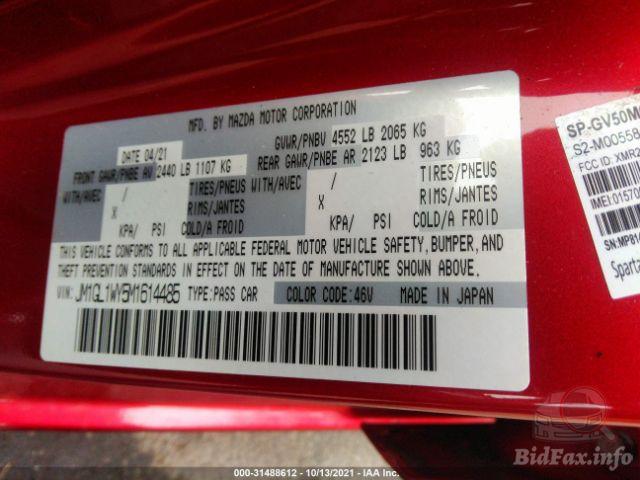 MFD. BY MAZDA MOTOR CORPORATION
DATE 04/21
GVWR/PNBV 4552 LB 2065 KG
FRONT GAWR/PNBE AV 2440 LB 1107 KG
REAR GAWR/PNBE AR 2123 LB 963 KG
WITH/AVEC / TIRES/PNEUS WITH/AVEC / TIRES/PNEUS
X RIMS/JANTES X RIMS/JANTES
KPA/ PSI COLD/A FROID KPA/ PSI COLD/A FROID
THIS VEHICLE CONFORMS TO ALL APPLICABLE FEDERAL MOTOR VEHICLE SAFETY,BUMPER,AND
THEFT PREVENTION STANDARDS IN EFFECT ON THE DATE OF MANUFACTURE SHOWN ABOVE.
JM1GL1WY5M1614485 TYPE:PASS CAR COLOR CODE:46V MADE IN JAPAN
SP-GV50M
S2-M0055
FCC ID: XMR2
IMEI:01570
SN:MP81
Sparta
000-31488612 - 10/13/2021 - IAA Inc.
BidFax.info